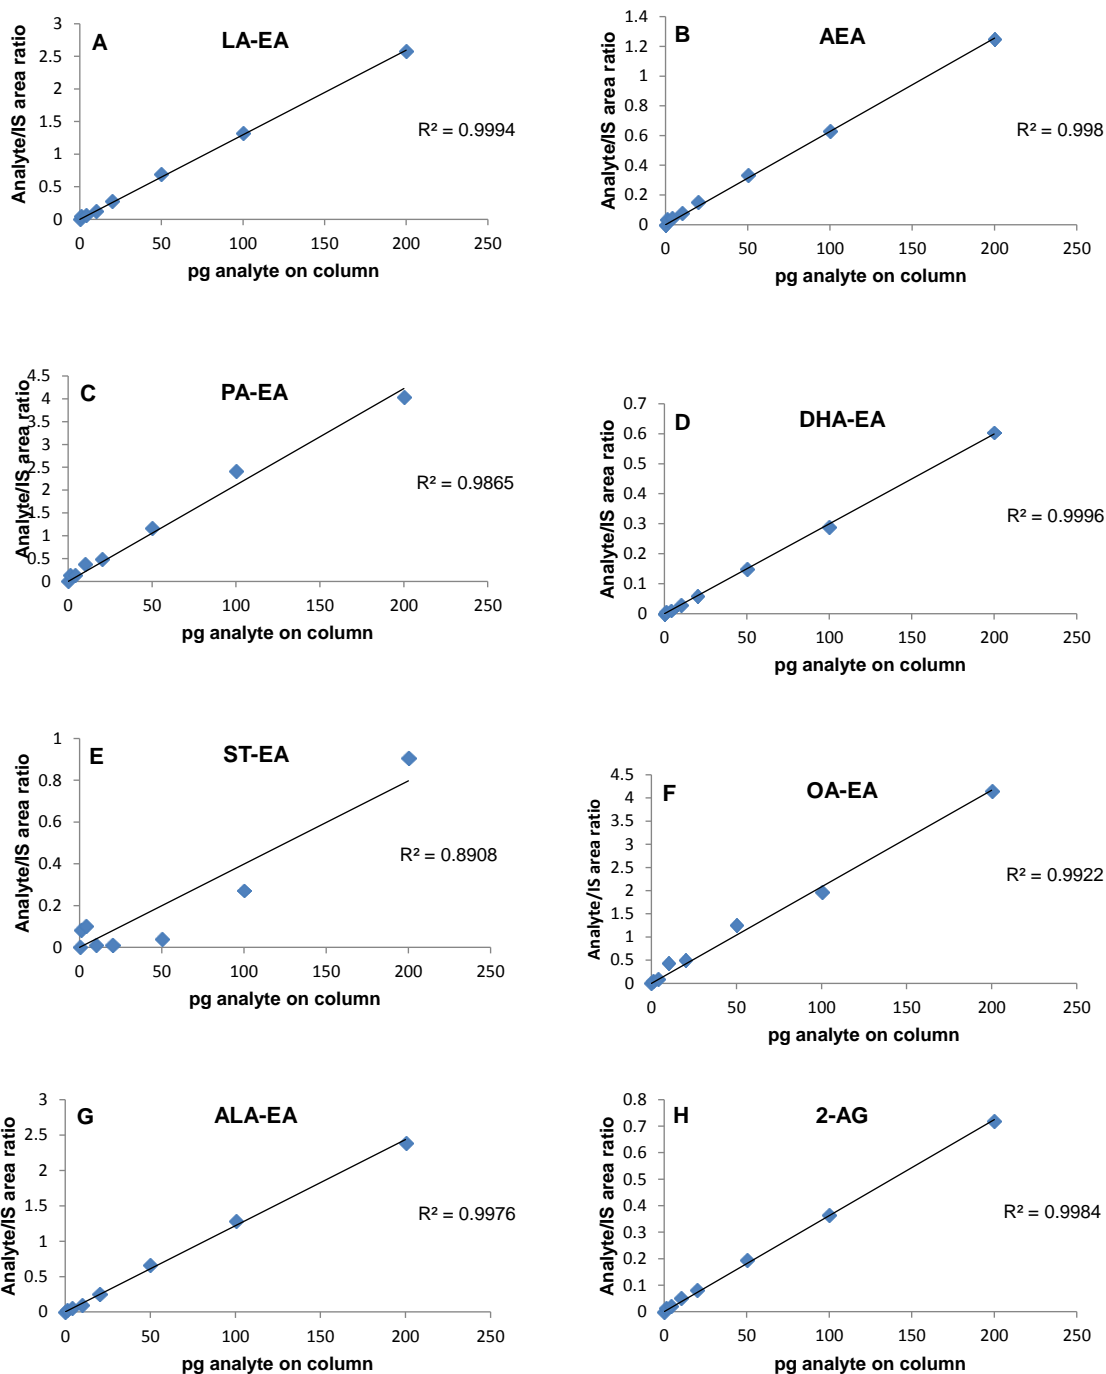 A
LA-EA
Analyte/IS area ratio
3
2.5
2
1.5
1
0.5
0
R² = 0.9994
0 50 100 150 200 250
pg analyte on column
B
AEA
Analyte/IS area ratio
1.4
1.2
1
0.8
0.6
0.4
0.2
0
R² = 0.998
0 50 100 150 200 250
pg analyte on column
C
PA-EA
Analyte/IS area ratio
4.5
4
3.5
3
2.5
2
1.5
1
0.5
0
R² = 0.9865
0 50 100 150 200 250
pg analyte on column
D
DHA-EA
Analyte/IS area ratio
0.7
0.6
0.5
0.4
0.3
0.2
0.1
0
R² = 0.9996
0 50 100 150 200 250
pg analyte on column
E
ST-EA
Analyte/IS area ratio
1
0.8
0.6
0.4
0.2
0
R² = 0.8908
0 50 100 150 200 250
pg analyte on column
F
OA-EA
Analyte/IS area ratio
4.5
4
3.5
3
2.5
2
1.5
1
0.5
0
R² = 0.9922
0 50 100 150 200 250
pg analyte on column
G
ALA-EA
Analyte/IS area ratio
3
2.5
2
1.5
1
0.5
0
R² = 0.9976
0 50 100 150 200 250
pg analyte on column
H
2-AG
Analyte/IS area ratio
0.8
0.7
0.6
0.5
0.4
0.3
0.2
0.1
0
R² = 0.9984
0 50 100 150 200 250
pg analyte on column